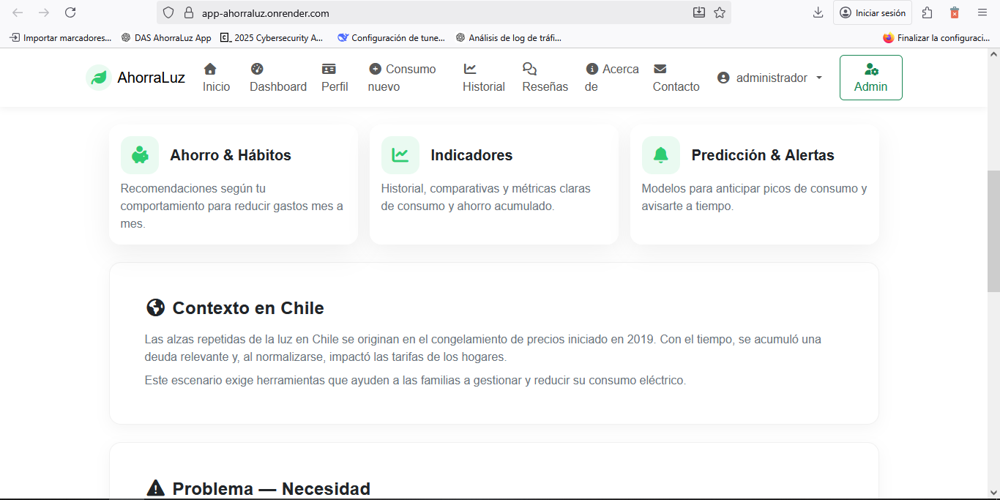 app-ahorraluz.onrender.com
Iniciar sesión
Importar marcadores...
DAS AhorraLuz App
2025 Cybersecurity A...
Configuración de tune...
Análisis de log de tráfi...
Finalizar la configuraci...
AhorraLuz
Inicio
Dashboard
Perfil
Consumo
nuevo
Historial
Reseñas
Acerca
de
Contacto
administrador
Admin
Ahorro & Hábitos
Recomendaciones según tu
comportamiento para reducir gastos mes a
mes.
Indicadores
Historial, comparativas y métricas claras
de consumo y ahorro acumulado.
Predicción & Alertas
Modelos para anticipar picos de consumo y
avisarte a tiempo.
Contexto en Chile
Las alzas repetidas de la luz en Chile se originan en el congelamiento de precios iniciado en 2019. Con el tiempo, se acumuló una
deuda relevante y, al normalizarse, impactó las tarifas de los hogares.
Este escenario exige herramientas que ayuden a las familias a gestionar y reducir su consumo eléctrico.
Problema — Necesidad